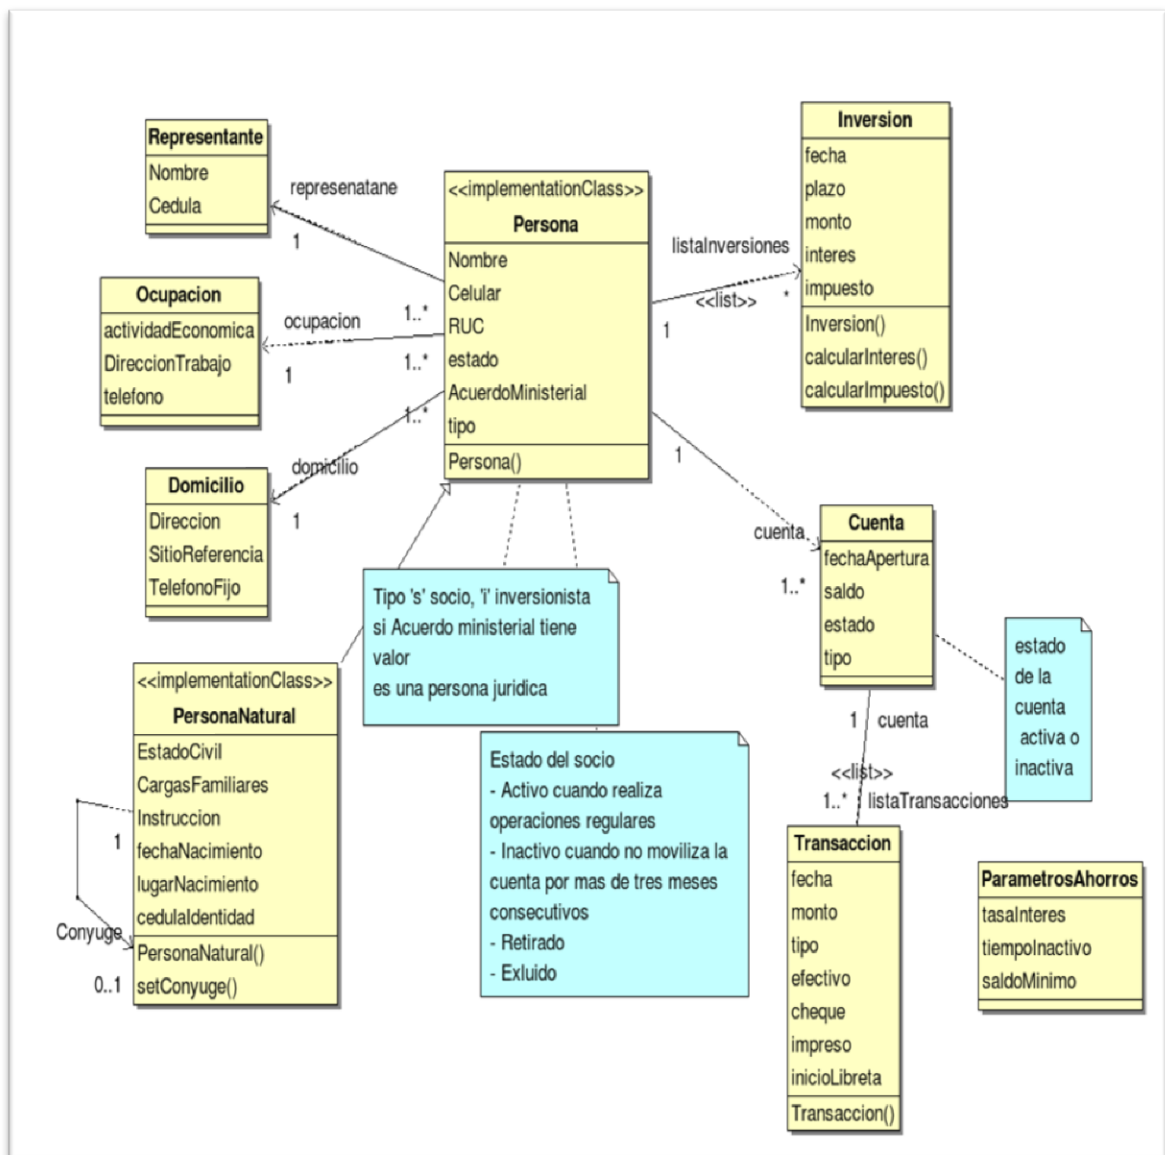 Representante
Nombre
Cedula
represenatane
1
Ocupacion
actividadEconomica
DireccionTrabajo
telefono
ocupacion
1..*
1
Domicilio
Direccion
SitioReferencia
TelefonoFijo
domicilio
1..*
1..*
1
<<implementationClass>>
Persona
Nombre
Celular
RUC
estado
AcuerdoMinisterial
tipo
Persona()
listaInversiones
<<list>>
*
1
Inversion
fecha
plazo
monto
interes
impuesto
Inversion()
calcularInteres()
calcularImpuesto()
1
cuenta
1..*
Cuenta
fechaApertura
saldo
estado
tipo
estado
de la
cuenta
activa o
inactiva
Tipo 's' socio, 'i' inversionista
si Acuerdo ministerial tiene
valor
es una persona juridica
<<implementationClass>>
PersonaNatural
EstadoCivil
CargasFamiliares
Instruccion
fechaNacimiento
lugarNacimiento
cedulaIdentidad
PersonaNatural()
setConyuge()
1
Conyuge
0..1
Estado del socio
- Activo cuando realiza
operaciones regulares
- Inactivo cuando no moviliza la
cuenta por mas de tres meses
consecutivos
- Retirado
- Exluido
1 cuenta
<<list>>
1..* listaTransacciones
Transaccion
fecha
monto
tipo
efectivo
cheque
impreso
inicioLibreta
Transaccion()
ParametrosAhorros
tasaInteres
tiempoInactivo
saldoMinimo